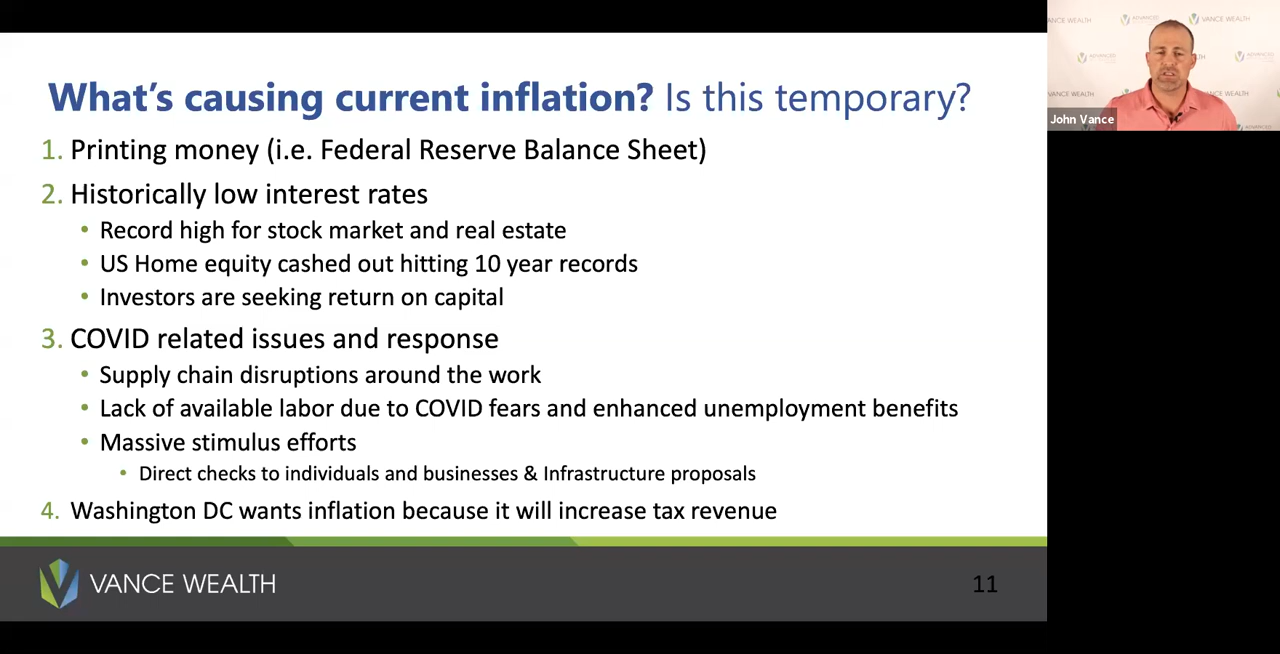 What's causing current inflation? Is this temporary?
1. Printing money (i.e. Federal Reserve Balance Sheet)
2. Historically low interest rates
• Record high for stock market and real estate
• US Home equity cashed out hitting 10 year records
• Investors are seeking return on capital
3. COVID related issues and response
• Supply chain disruptions around the work
• Lack of available labor due to COVID fears and enhanced unemployment benefits
• Massive stimulus efforts
• Direct checks to individuals and businesses & Infrastructure proposals
4. Washington DC wants inflation because it will increase tax revenue
VANCE WEALTH
11
VANCE WEALTH
VANCE WEALTH
John Vance